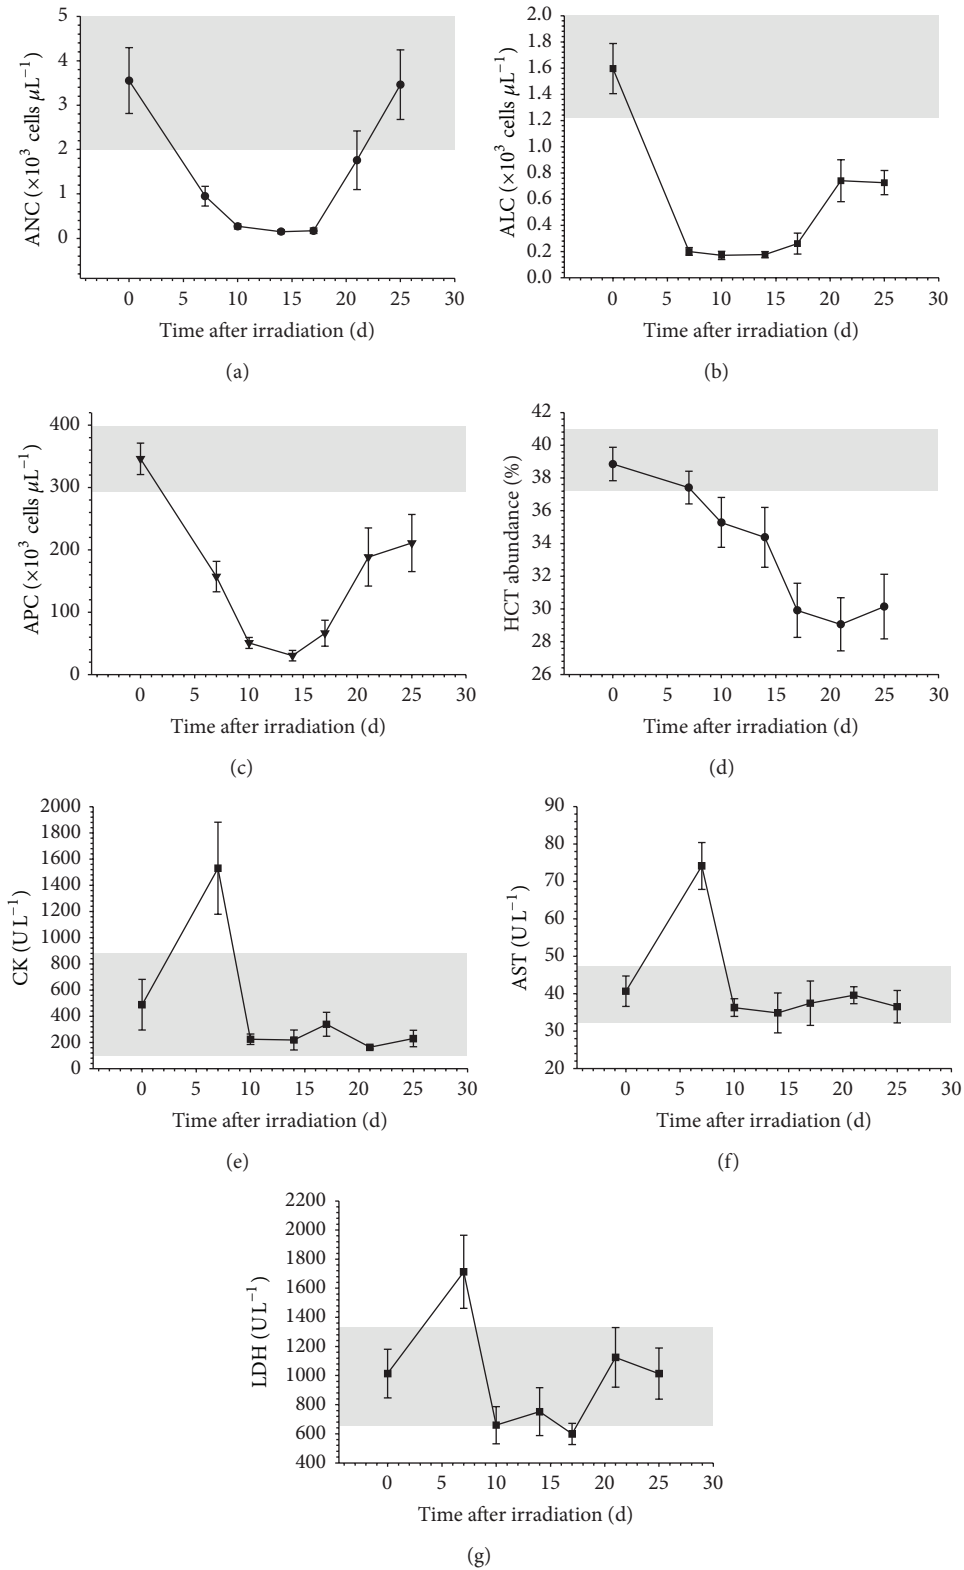 5
4
3
2
1
0
ANC (×10³ cells μL⁻¹)
0 5 10 15 20 25 30
Time after irradiation (d)
(a)
2.0
1.8
1.6
1.4
1.2
1.0
0.8
0.6
0.4
0.2
0.0
ALC (×10³ cells μL⁻¹)
0 5 10 15 20 25 30
Time after irradiation (d)
(b)
400
300
200
100
0
APC (×10³ cells μL⁻¹)
0 5 10 15 20 25 30
Time after irradiation (d)
(c)
42
40
38
36
34
32
30
28
26
HCT abundance (%)
0 5 10 15 20 25 30
Time after irradiation (d)
(d)
2000
1800
1600
1400
1200
1000
800
600
400
200
0
CK (U L⁻¹)
0 5 10 15 20 25 30
Time after irradiation (d)
(e)
90
80
70
60
50
40
30
20
AST (U L⁻¹)
0 5 10 15 20 25 30
Time after irradiation (d)
(f)
2200
2000
1800
1600
1400
1200
1000
800
600
400
LDH (U L⁻¹)
0 5 10 15 20 25 30
Time after irradiation (d)
(g)